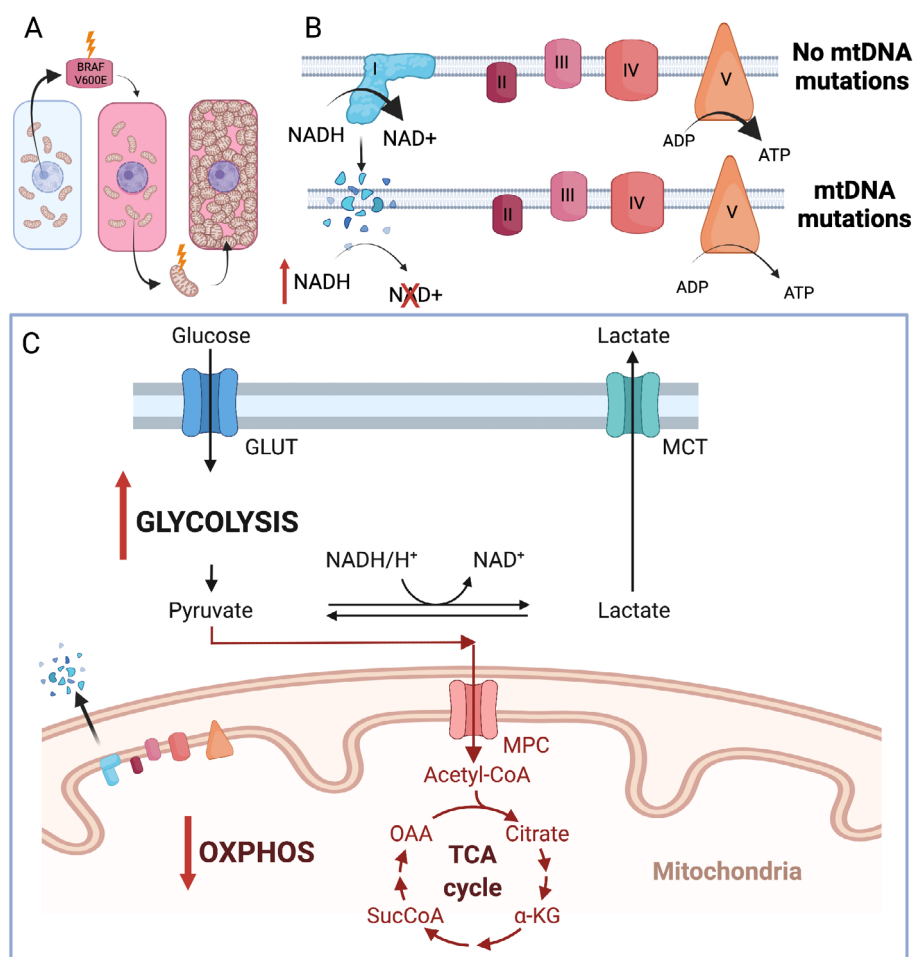 A
BRAF
V600E
B
I
II
III
IV
V
No mtDNA
mutations
NADH
NAD+
ADP
ATP
II
III
IV
V
mtDNA
mutations
NADH
NAD+
ADP
ATP
C
Glucose
Lactate
GLUT
MCT
GLYCOLYSIS
NADH/H⁺
NAD⁺
Pyruvate
Lactate
MPC
Acetyl-CoA
OAA
Citrate
TCA
cycle
OXPHOS
Mitochondria
SucCoA
α-KG